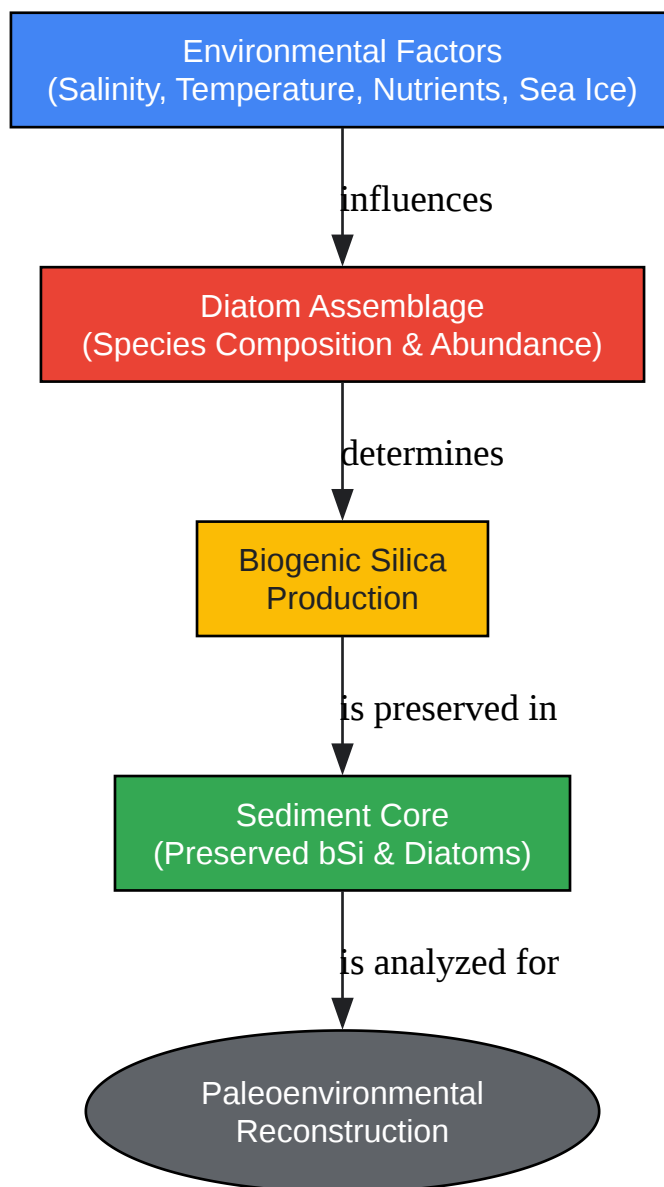 Environmental Factors
(Salinity, Temperature, Nutrients, Sea Ice)
influences
Diatom Assemblage
(Species Composition & Abundance)
determines
Biogenic Silica
Production
is preserved in
Sediment Core
(Preserved bSi & Diatoms)
is analyzed for
Paleoenvironmental
Reconstruction